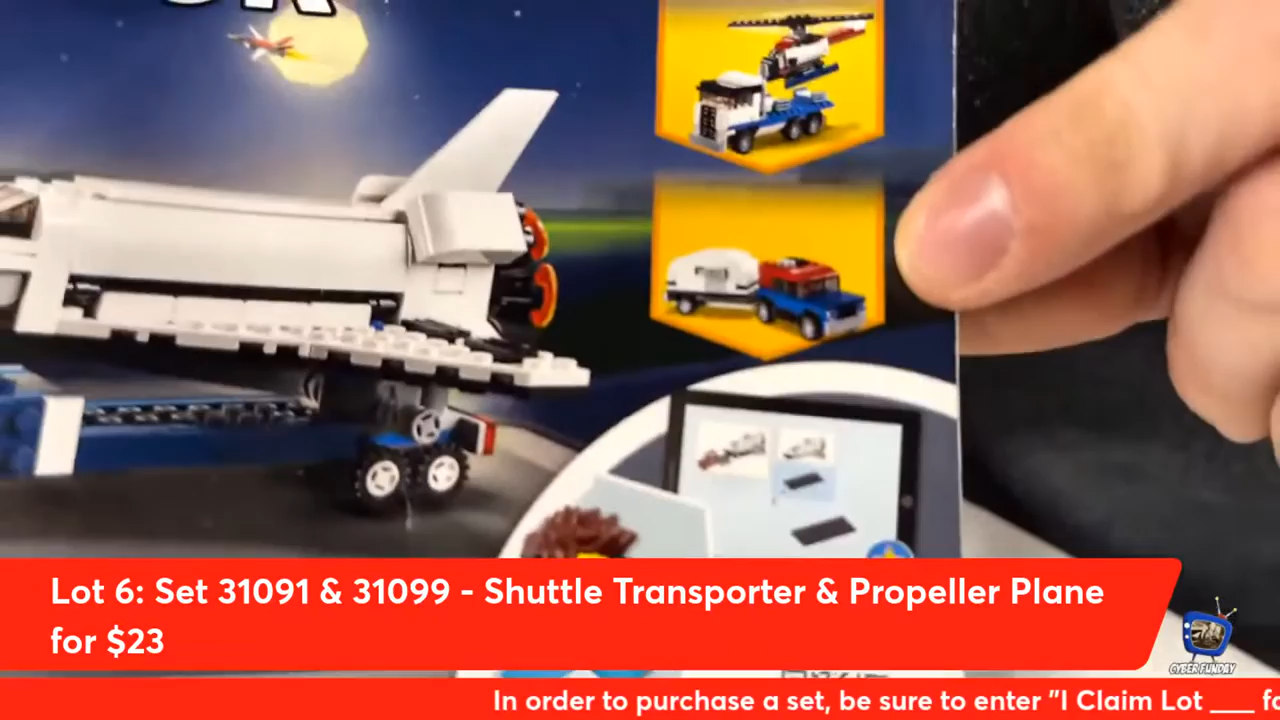 Lot 6: Set 31091 & 31099 - Shuttle Transporter & Propeller Plane
for $23
CYBER FUNDAY
In order to purchase a set, be sure to enter "I Claim Lot ___ fo